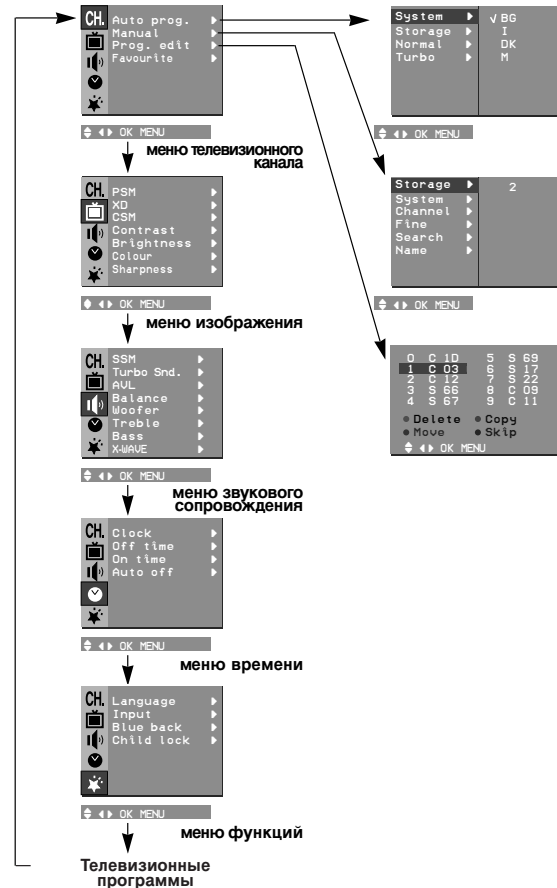 CH.
Auto prog.
Manual
Prog. edit
Favourite
OK MENU
меню телевизионного
канала
System
Storage
Normal
Turbo
√ BG
I
DK
M
OK MENU
CH.
PSM
XD
CSM
Contrast
Brightness
Colour
Sharpness
OK MENU
меню изображения
Storage 2
System
Channel
Fine
Search
Name
OK MENU
CH.
SSM
Turbo Snd.
AVL
Balance
Woofer
Treble
Bass
X-WAVE
OK MENU
меню звукового
сопровождения
0 C 1D 5 S 69
1 C 03 6 S 17
2 C 12 7 S 22
3 S 66 8 C 09
4 S 67 9 C 11
Delete Copy
Move Skip
OK MENU
CH.
Clock
Off time
On time
Auto off
OK MENU
меню времени
CH.
Language
Input
Blue back
Child lock
OK MENU
меню функций
Телевизионные
программы